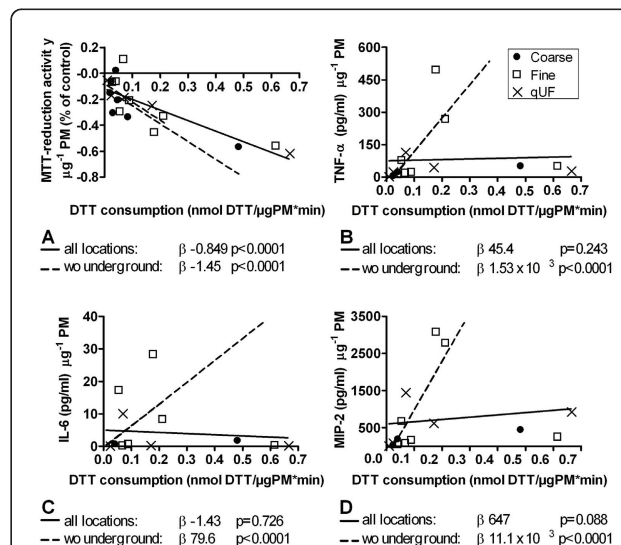 -0.2
-0.0
0.1 0.2 0.3 0.4 0.5 0.6 0.7
-0.2
-0.4
-0.6
-0.8
MTT-reduction activit y
µg-1 PM (% of control)
DTT consumption (nmol DTT/µgPM*min)
A
all locations: β -0.849 p<0.0001
wo underground: β -1.45 p<0.0001
600
450
300
150
0
0.0 0.1 0.2 0.3 0.4 0.5 0.6 0.7
TNF-α (pg/ml) µg-1 PM
Coarse
Fine
qUF
DTT consumption (nmol DTT/µgPM*min)
B
all locations: β 45.4 p=0.243
wo underground: β 1.53 x 10 3 p<0.0001
40
30
20
10
0
0.0 0.1 0.2 0.3 0.4 0.5 0.6 0.7
IL-6 (pg/ml) µg-1 PM
DTT consumption (nmol DTT/µgPM*min)
C
all locations: β -1.43 p=0.726
wo underground: β 79.6 p<0.0001
3500
2500
1500
500
0.0 0.1 0.2 0.3 0.4 0.5 0.6 0.7
MIP-2 (pg/ml) µg-1 PM
DTT consumption (nmol DTT/µgPM*min)
D
all locations: β 647 p=0.088
wo underground: β 11.1 x 10 3 p<0.0001